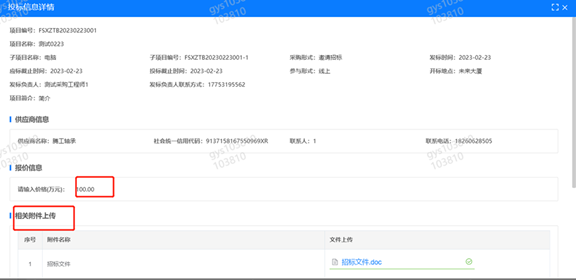 投标信息详情
项目编号：FSXZTB20230223001
项目名称：测试0223
子项目名称：电脑 子项目编号：FSXZTB20230223001-1 采购形式：邀请招标 发标时间：2023-02-23
应标截止时间：2023-02-23 投标截止时间：2023-02-23 参与形式：线上 开标地点：未来大厦
发标负责人：测试采购工程师1 发标负责人联系方式：17753195562
项目简介：简介
供应商信息
供应商名称：腾工轴承 社会统一信用代码：9137158167550969XR 联系人：1 联系电话：18260628505
报价信息
请输入价格(万元)： 100.00
相关附件上传
序号 附件名称 文件上传
1 招标文件 招标文件.doc
103810
103810
103810
103810